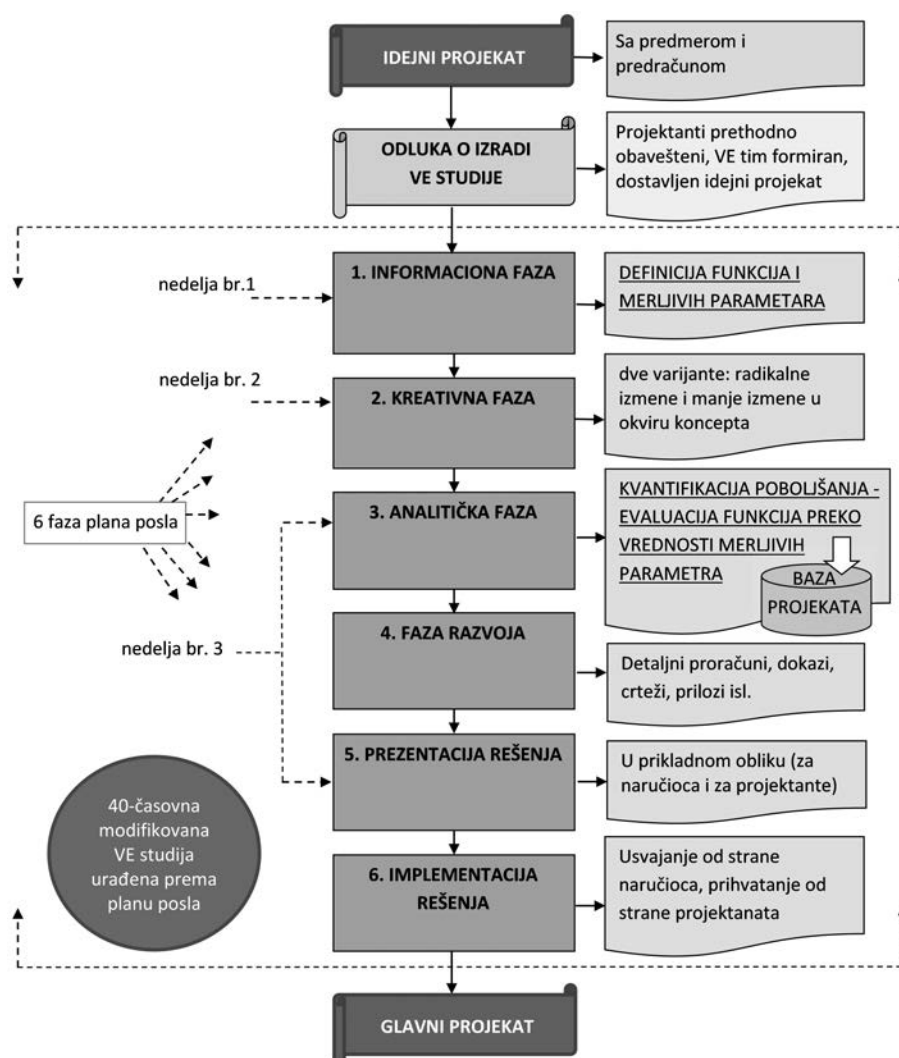 IDEJNI PROJEKAT
Sa predmerom i
predračunom
ODLUKA O IZRADI
VE STUDIJE
Projektanti prethodno
obavešteni, VE tim formiran,
dostavljen idejni projekat
nedelja br.1
1. INFORMACIONA FAZA
DEFINICIJA FUNKCIJA I
MERLJIVIH PARAMETARA
nedelja br. 2
2. KREATIVNA FAZA
dve varijante: radikalne
izmene i manje izmene u
okviru koncepta
6 faza plana posla
3. ANALITIČKA FAZA
KVANTIFIKACIJA POBOLJŠANJA -
EVALUACIJA FUNKCIJA PREKO
VREDNOSTI MERLJIVIH
PARAMETRA
BAZA
PROJEKATA
nedelja br. 3
4. FAZA RAZVOJA
Detaljni proračuni, dokazi,
crteži, prilozi isl.
5. PREZENTACIJA REŠENJA
U prikladnom obliku (za
naručioca i za projektante)
40-časovna
modifikovana
VE studija
urađena prema
planu posla
6. IMPLEMENTACIJA
REŠENJA
Usvajanje od strane
naručioca, prihvatanje od
strane projektanata
GLAVNI PROJEKAT